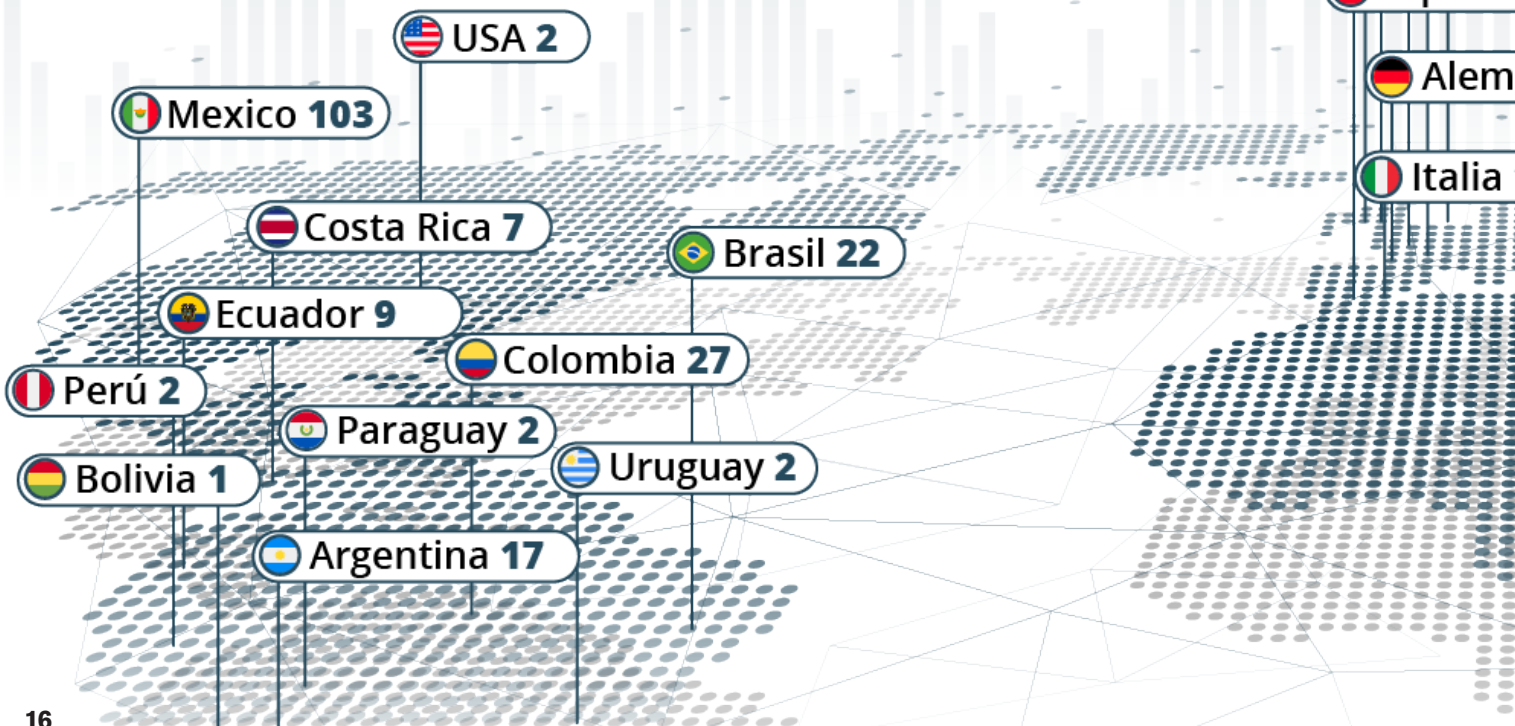 USA 2
Mexico 103
Alem
Italia
Costa Rica 7
Brasil 22
Ecuador 9
Colombia 27
Perú 2
Paraguay 2
Uruguay 2
Bolivia 1
Argentina 17
16